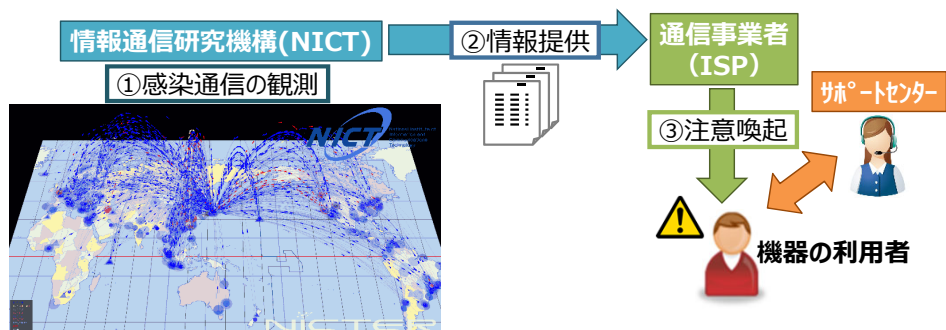 情報通信研究機構(NICT)
②情報提供
通信事業者
(ISP)
①感染通信の観測
サポートセンター
NICT
③注意喚起
機器の利用者
NICTER